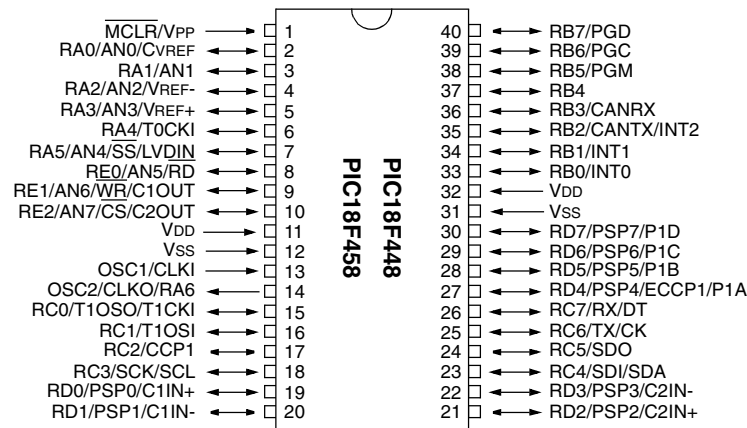 MCLR/VPP 1 40 RB7/PGD
RA0/AN0/CVREF 2 39 RB6/PGC
RA1/AN1 3 38 RB5/PGM
RA2/AN2/VREF- 4 37 RB4
RA3/AN3/VREF+ 5 36 RB3/CANRX
RA4/T0CKI 6 35 RB2/CANTX/INT2
RA5/AN4/SS/LVDIN 7 34 RB1/INT1
RE0/AN5/RD 8 33 RB0/INT0
RE1/AN6/WR/C1OUT 9 32 VDD
RE2/AN7/CS/C2OUT 10 31 VSS
VDD 11 30 RD7/PSP7/P1D
VSS 12 29 RD6/PSP6/P1C
OSC1/CLKI 13 28 RD5/PSP5/P1B
OSC2/CLKO/RA6 14 27 RD4/PSP4/ECCP1/P1A
RC0/T1OSO/T1CKI 15 26 RC7/RX/DT
RC1/T1OSI 16 25 RC6/TX/CK
RC2/CCP1 17 24 RC5/SDO
RC3/SCK/SCL 18 23 RC4/SDI/SDA
RD0/PSP0/C1IN+ 19 22 RD3/PSP3/C2IN-
RD1/PSP1/C1IN- 20 21 RD2/PSP2/C2IN+
PIC18F448
PIC18F458